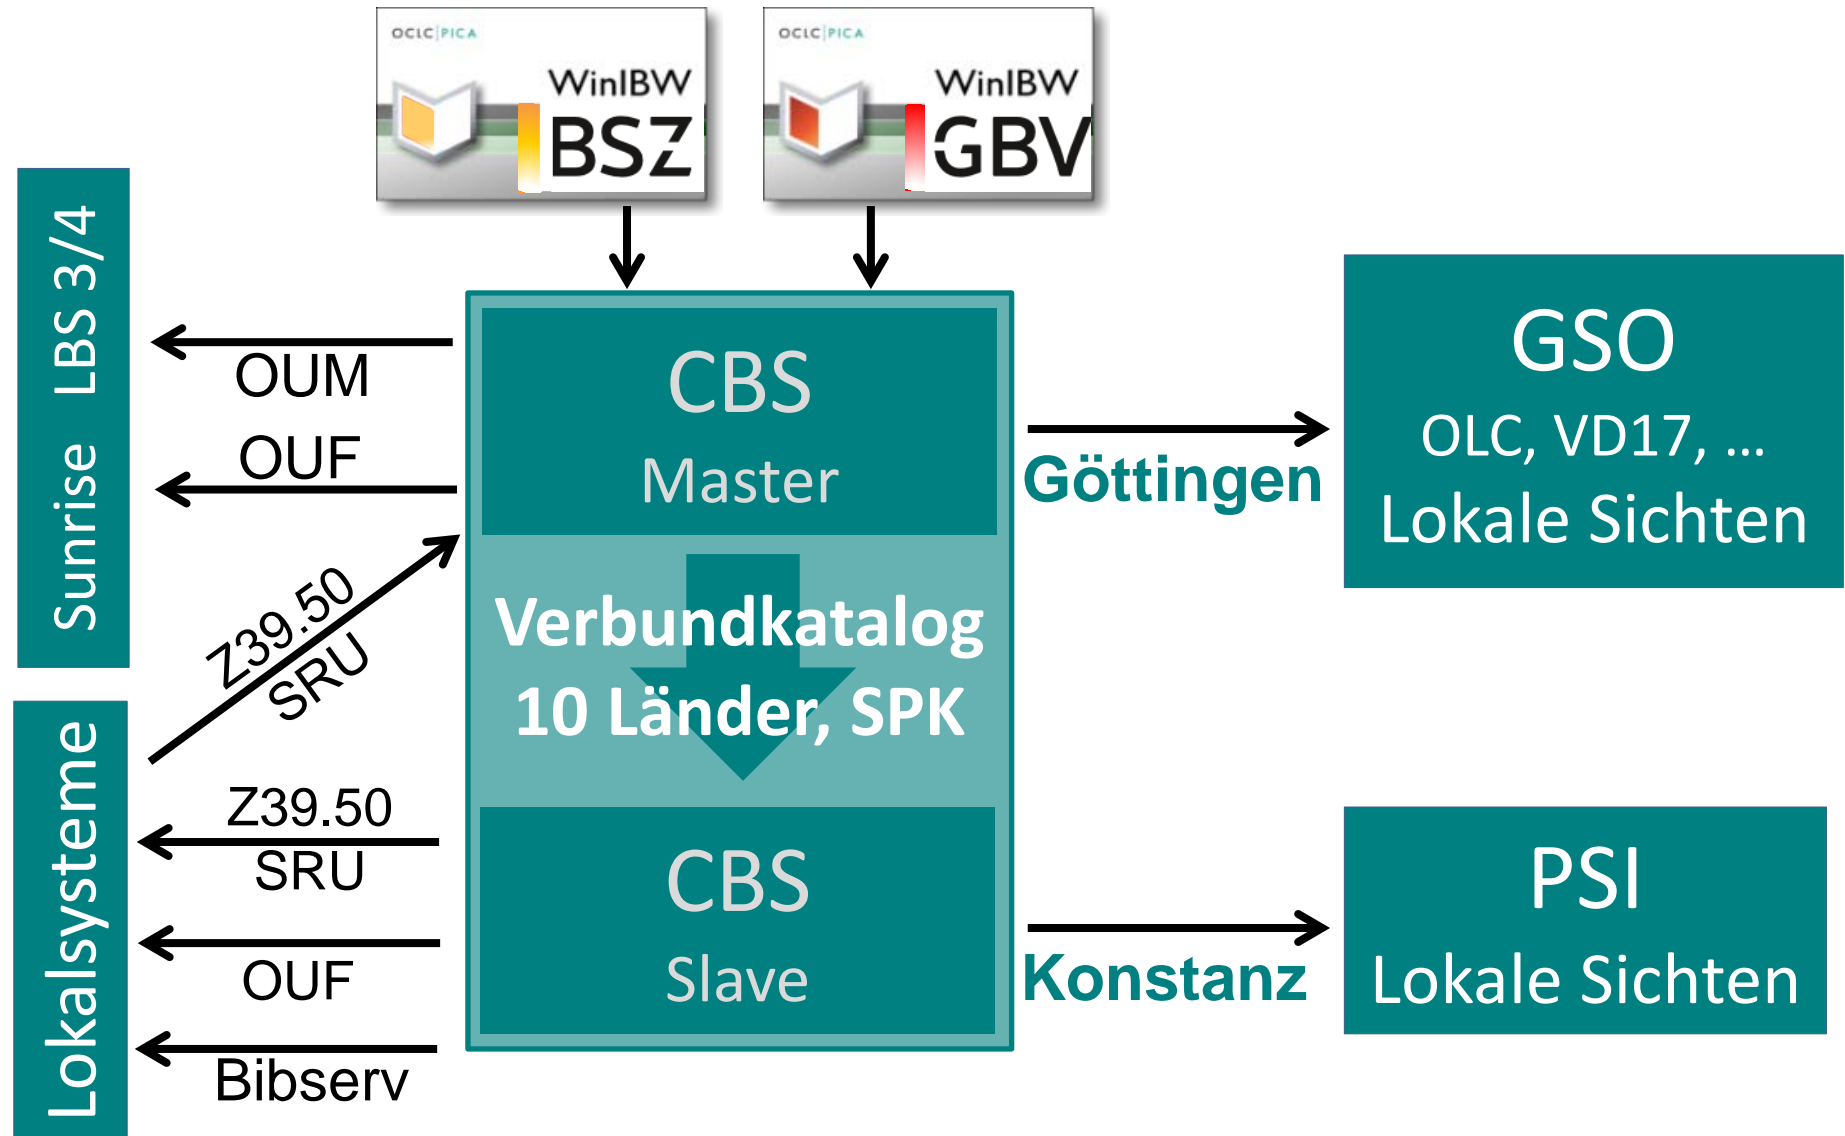 OCLC|PICA
WinIBW
BSZ
OCLC|PICA
WinIBW
GBV
Sunrise LBS 3/4
OUM
OUF
CBS
Master
Göttingen
GSO
OLC, VD17, ...
Lokale Sichten
Z39.50
SRU
Verbundkatalog
10 Länder, SPK
Lokalsysteme
Z39.50
SRU
OUF
Bibserv
CBS
Slave
Konstanz
PSI
Lokale Sichten